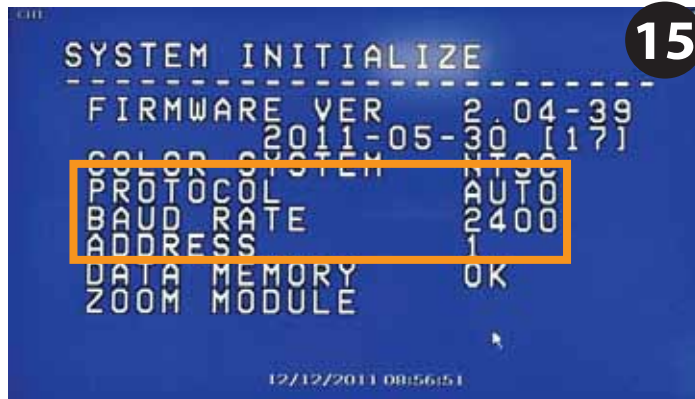 CH1
15
SYSTEM INITIALIZE
FIRMWARE VER 2.04-39
2011-05-30 [17]
COLOR SYSTEM NTSC
PROTOCOL AUTO
BAUD RATE 2400
ADDRESS 1
DATA MEMORY OK
ZOOM MODULE
12/12/2011 08:56:51